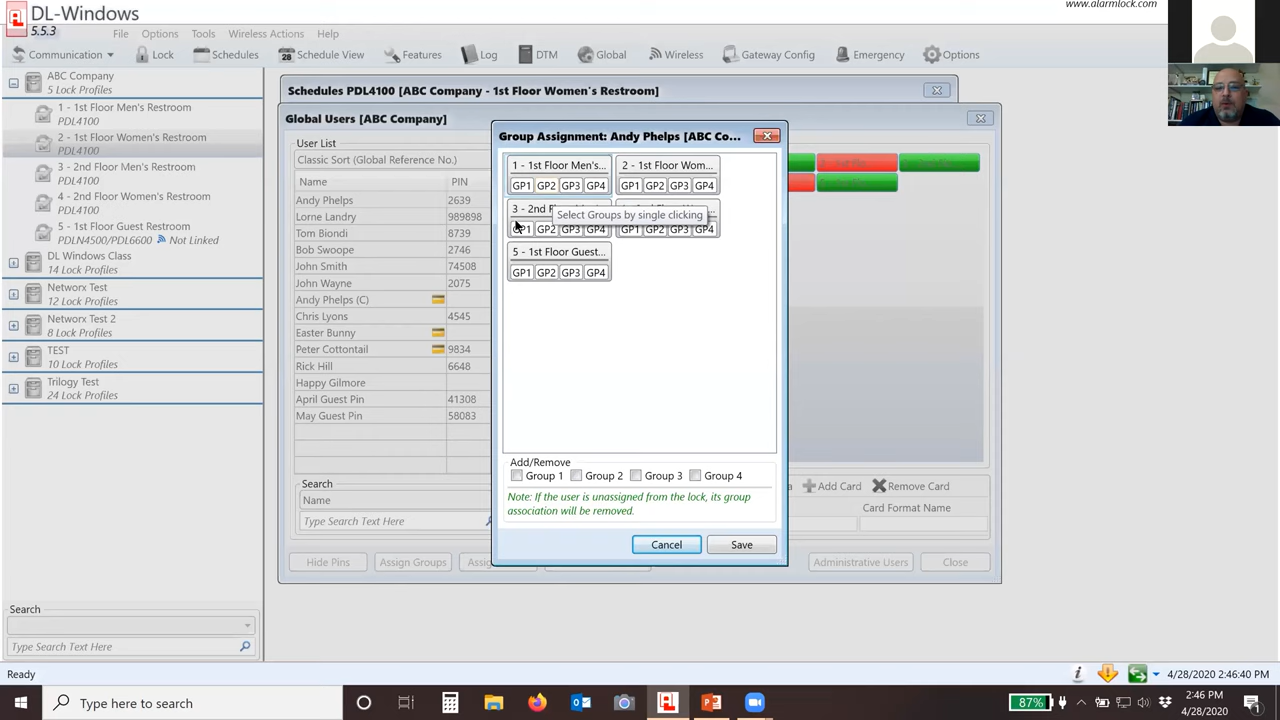 DL-Windows
www.alarmlock.com
5.5.3
File Options Tools Wireless Actions Help
Communication Lock Schedules 28 Schedule View Features Log DTM Global Wireless Gateway Config Emergency Options
ABC Company
5 Lock Profiles
1 - 1st Floor Men's Restroom
PDL4100
2 - 1st Floor Women's Restroom
PDL4100
3 - 2nd Floor Men's Restroom
PDL4100
4 - 2nd Floor Women's Restroom
PDL4100
5 - 1st Floor Guest Restroom
PDLN4500/PDL6600 Not Linked
DL Windows Class
14 Lock Profiles
Networx Test
12 Lock Profiles
Networx Test 2
8 Lock Profiles
TEST
10 Lock Profiles
Trilogy Test
24 Lock Profiles
Search
Type Search Text Here
Schedules PDL4100 [ABC Company - 1st Floor Women's Restroom]
Global Users [ABC Company]
User List
Classic Sort (Global Reference No.)
Name PIN
Andy Phelps 2639
Lorne Landry 989898
Tom Biondi 8739
Bob Swoope 2746
John Smith 74508
John Wayne 2075
Andy Phelps (C)
Chris Lyons 4545
Easter Bunny
Peter Cottontail 9834
Rick Hill 6648
Happy Gilmore
April Guest Pin 41308
May Guest Pin 58083
Search
Name
Type Search Text Here
Hide Pins Assign Groups
Add Card Remove Card
Card Format Name
Administrative Users Close
Group Assignment: Andy Phelps [ABC Co...
1 - 1st Floor Men's... 2 - 1st Floor Wom...
GP1 GP2 GP3 GP4 GP1 GP2 GP3 GP4
3 - 2nd F
Select Groups by single clicking
GP2 GP3 GP4 GP1 GP2 GP3 GP4
5 - 1st Floor Guest...
GP1 GP2 GP3 GP4
Add/Remove
Group 1 Group 2 Group 3 Group 4
Note: If the user is unassigned from the lock, its group
association will be removed.
Cancel Save
Ready
4/28/2020 2:46:40 PM
Type here to search
87%
2:46 PM
4/28/2020